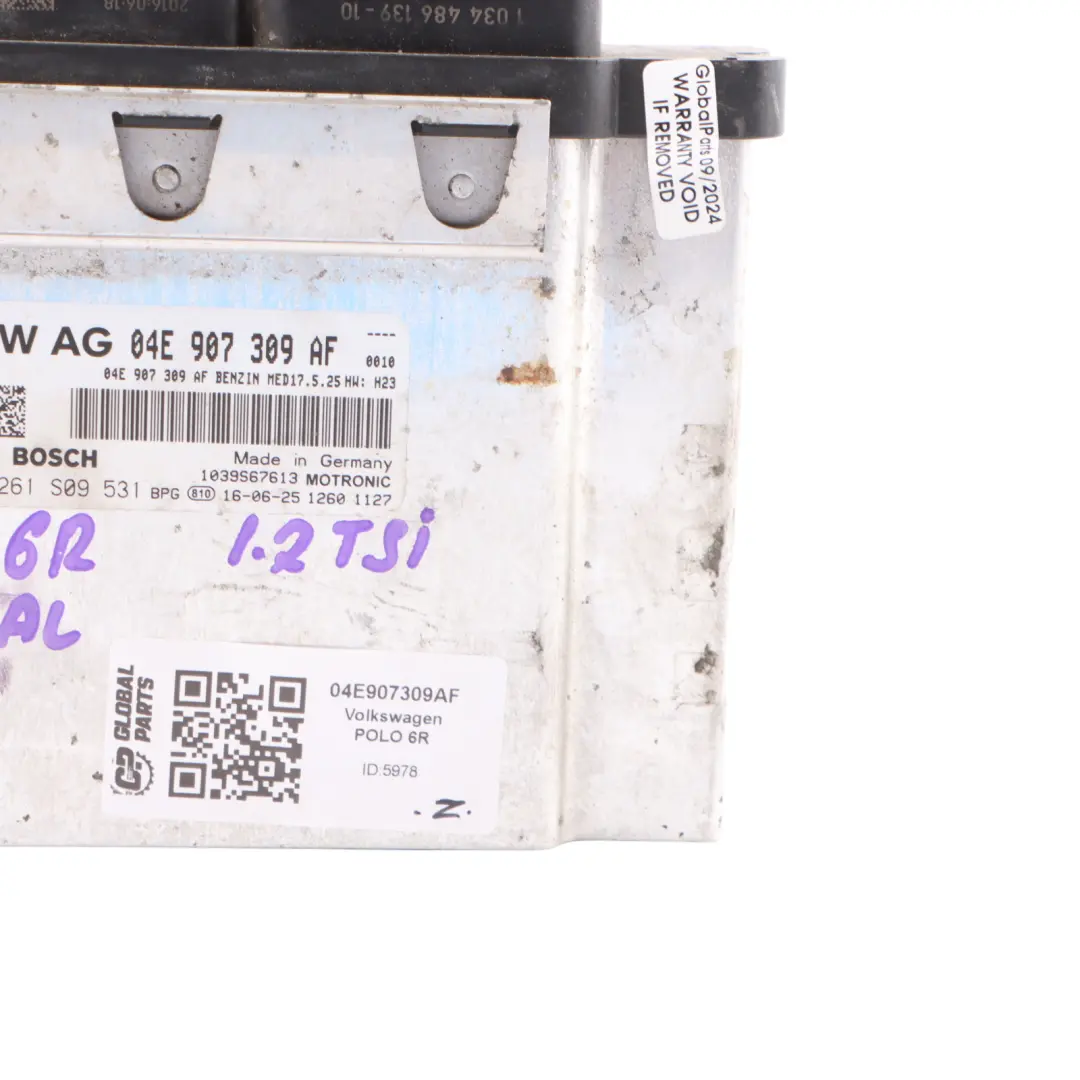 2016:06:18
1 034 486 139-10
GlobalParts 09/2024
WARRANTY VOID
IF REMOVED
W AG 04E 907 309 AF ----
0010
04E 907 309 AF BENZIN MED17.5.25 HW: H23
BOSCH
Made in Germany
1039S67613 MOTRONIC
261 S09 531 BPG 810 16-06-25 1260 1127
6R 1.2 TSi
AL
GLOBAL
PARTS
04E907309AF
Volkswagen
POLO 6R
ID:5978
.Z.